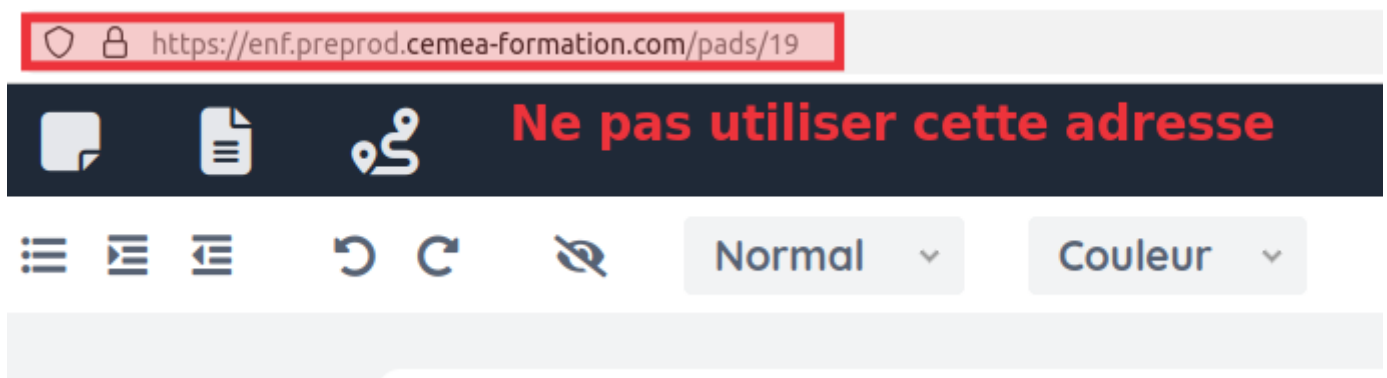 https://enf.preprod.cemea-formation.com/pads/19
Ne pas utiliser cette adresse
Normal
Couleur